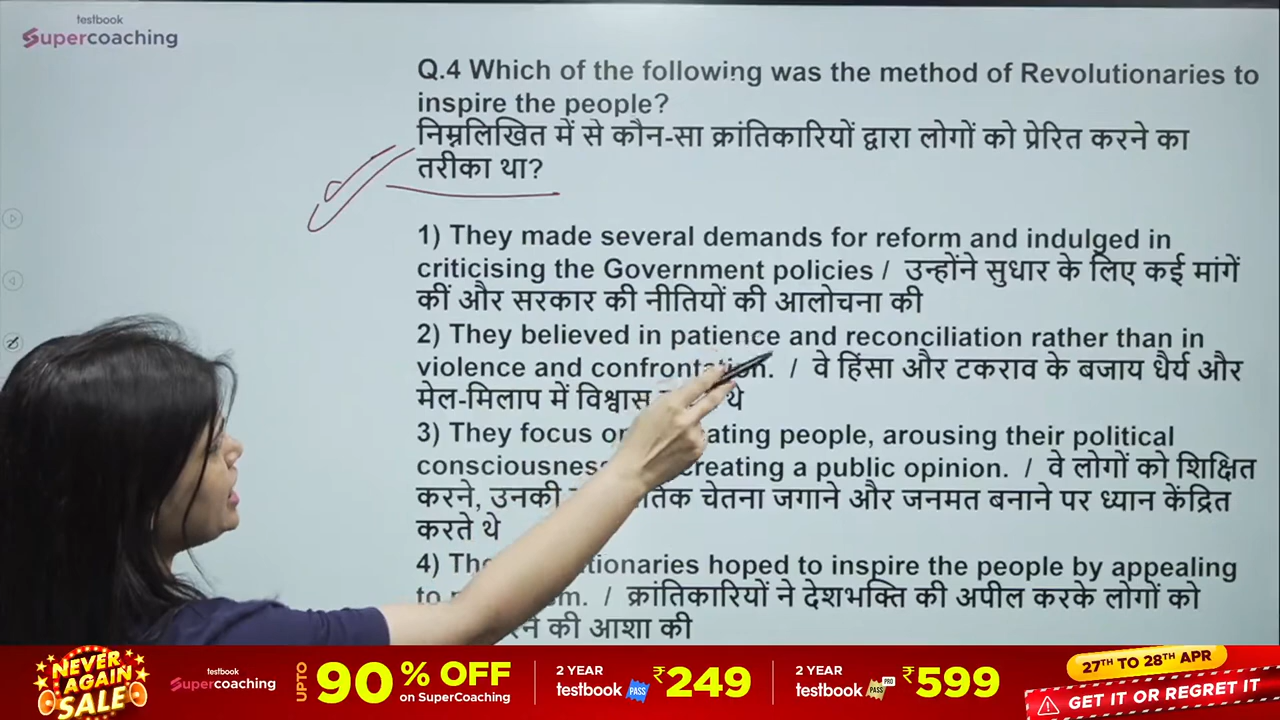 testbook
Supercoaching
Q.4 Which of the following was the method of Revolutionaries to
inspire the people?
निम्नलिखित में से कौन-सा क्रांतिकारियों द्वारा लोगों को प्रेरित करने का
तरीका था?
1) They made several demands for reform and indulged in
criticising the Government policies / उन्होंने सुधार के लिए कई मांगें
कीं और सरकार की नीतियों की आलोचना की
2) They believed in patience and reconciliation rather than in
violence and confrontation. / वे हिंसा और टकराव के बजाय धैर्य और
मेल-मिलाप में विश्वास थे
3) They focus people, arousing their political
creating a public opinion. / वे लोगों को शिक्षित
करने, उनकी चेतना जगाने और जनमत बनाने पर ध्यान केंद्रित
करते थे
4) hoped to inspire the people by appealing
to / क्रांतिकारियों ने देशभक्ति की अपील करके लोगों को
की आशा की
NEVER
AGAIN
SALE
testbook
Supercoaching
UPTO
90% OFF
on SuperCoaching
2 YEAR
testbook PASS
₹249
2 YEAR
testbook PASS PRO
₹599
27TH TO 28TH APR
GET IT OR REGRET IT